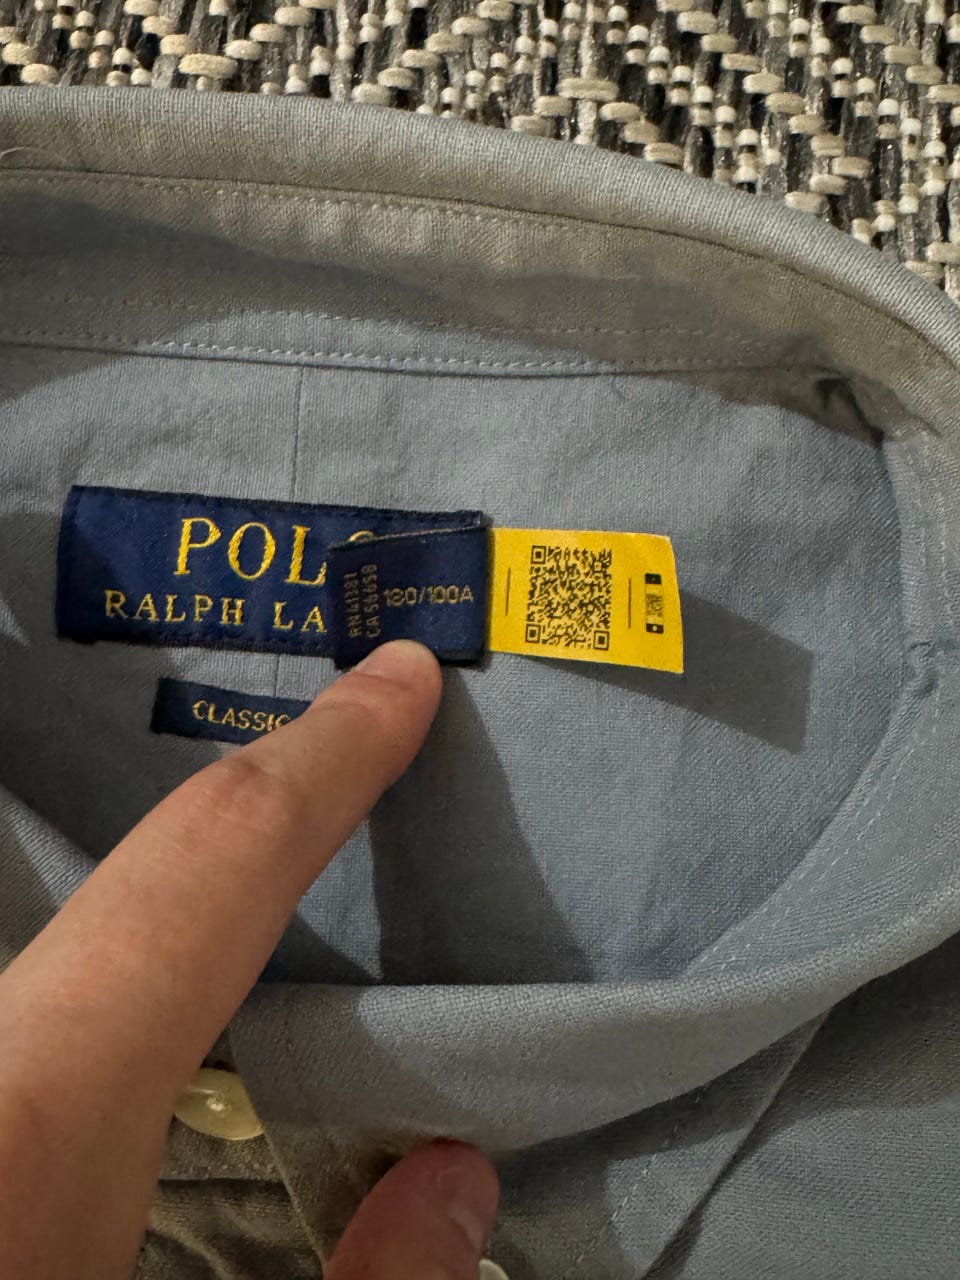 POL
RALPH LA
RN41381
CA56658
180/100A
CLASSIC